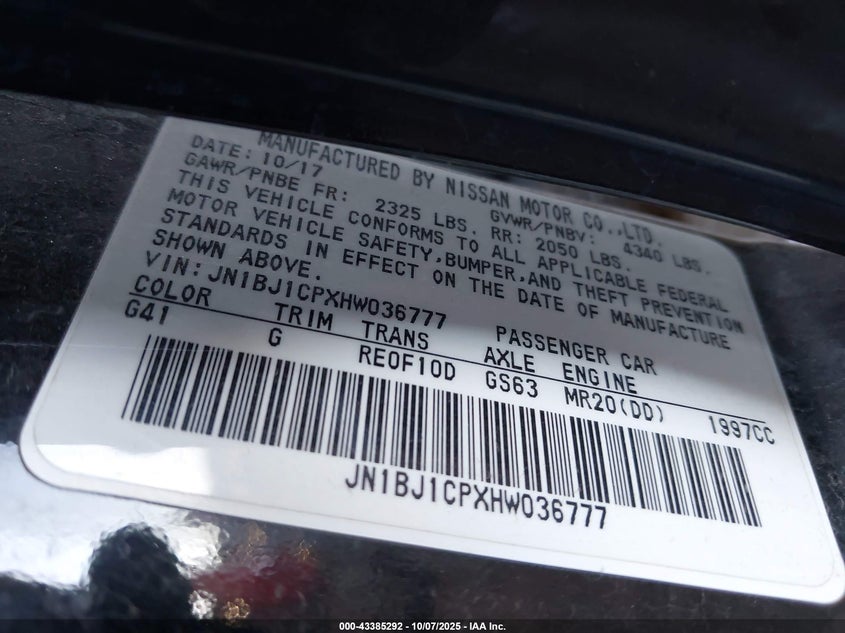 MANUFACTURED BY NISSAN MOTOR CO.,LTD.
DATE: 10/17 GVWR/PNBV: 4340 LBS.
GAWR/PNBE FR: 2325 LBS. RR: 2050 LBS.
THIS VEHICLE CONFORMS TO ALL APPLICABLE FEDERAL
MOTOR VEHICLE SAFETY,BUMPER,AND THEFT PREVENTION
STANDARDS IN EFFECT ON THE DATE OF MANUFACTURE
SHOWN ABOVE.
VIN: JN1BJ1CPXHW036777 PASSENGER CAR
COLOR TRIM TRANS AXLE ENGINE
G41 G RE0F10D GS63 MR20(DD) 1997CC
JN1BJ1CPXHW036777
000-43385292 - 10/07/2025 - IAA Inc.